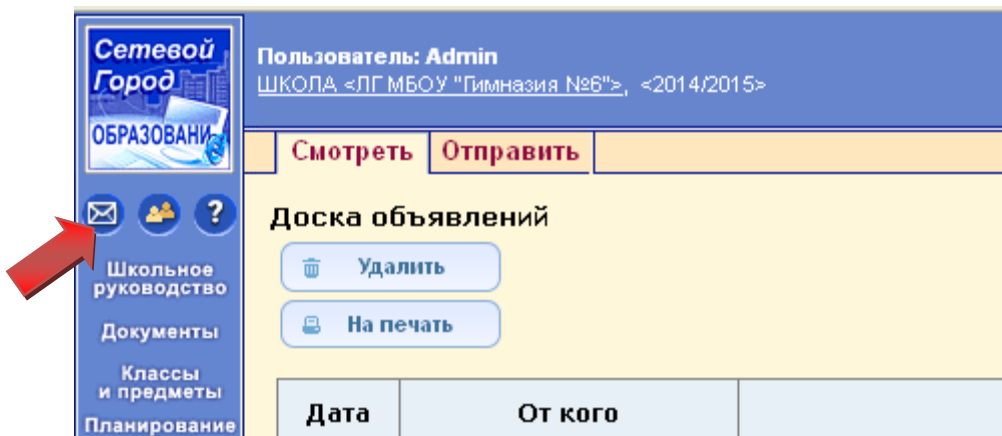 Сетевой
Город
ОБРАЗОВАНИ
Пользователь: Admin
ШКОЛА <ЛГ МБОУ "Гимназия №6">, <2014/2015>
Смотреть
Отправить
?
Доска объявлений
Удалить
На печать
Школьное
руководство
Документы
Классы
и предметы
Планирование
Дата
От кого